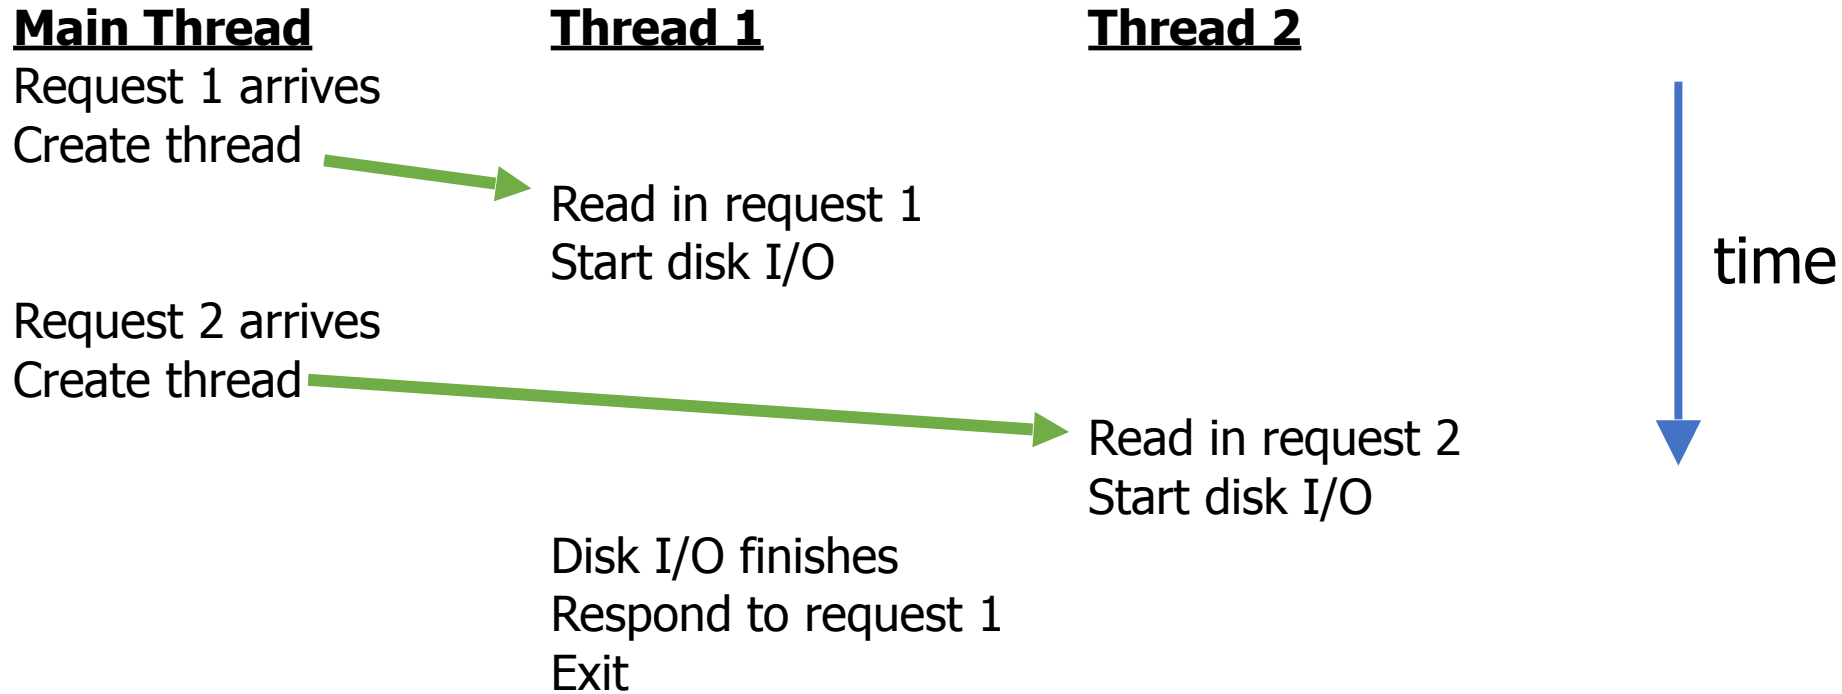 Main Thread
Thread 1
Thread 2
Request 1 arrives
Create thread
Read in request 1
Start disk I/O
time
Request 2 arrives
Create thread
Read in request 2
Start disk I/O
Disk I/O finishes
Respond to request 1
Exit